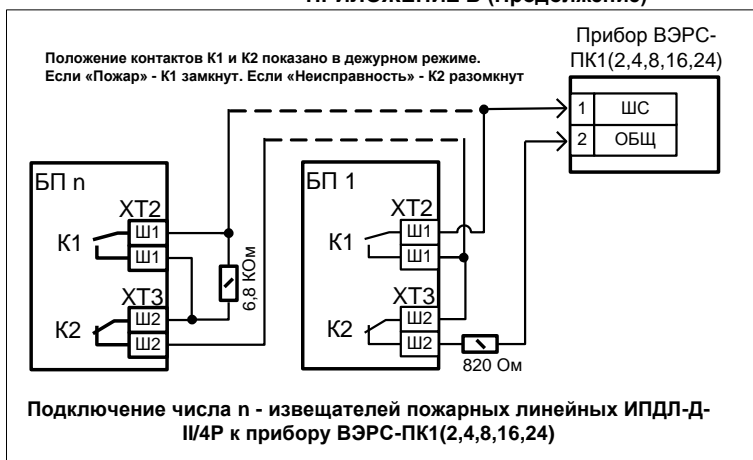 ПРИЛОЖЕНИЕ В (Продолжение)
Положение контактов К1 и К2 показано в дежурном режиме.
Если «Пожар» - К1 замкнут. Если «Неисправность» - К2 разомкнут
Прибор ВЭРС-
ПК1(2,4,8,16,24)
1 ШС
2 ОБЩ
БП n
ХТ2
К1
Ш1
Ш1
6,8 КОм
ХТ3
К2
Ш2
Ш2
БП 1
ХТ2
К1
Ш1
Ш1
ХТ3
К2
Ш2
Ш2
820 Ом
Подключение числа n - извещателей пожарных линейных ИПДЛ-Д-
II/4Р к прибору ВЭРС-ПК1(2,4,8,16,24)